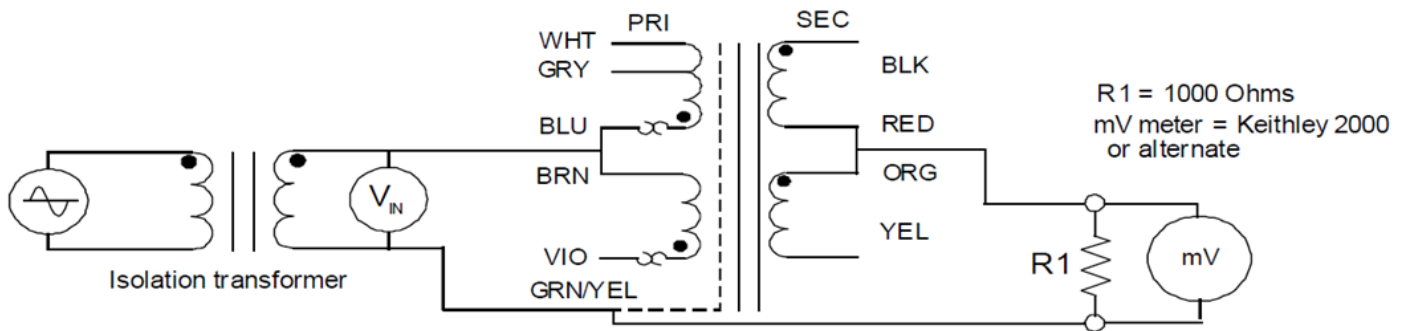 PRI
SEC
WHT
GRY
BLK
BLU
RED
R1 = 1000 Ohms
mV meter = Keithley 2000
or alternate
BRN
ORG
VIN
VIO
YEL
GRN/YEL
R1
mV
Isolation transformer